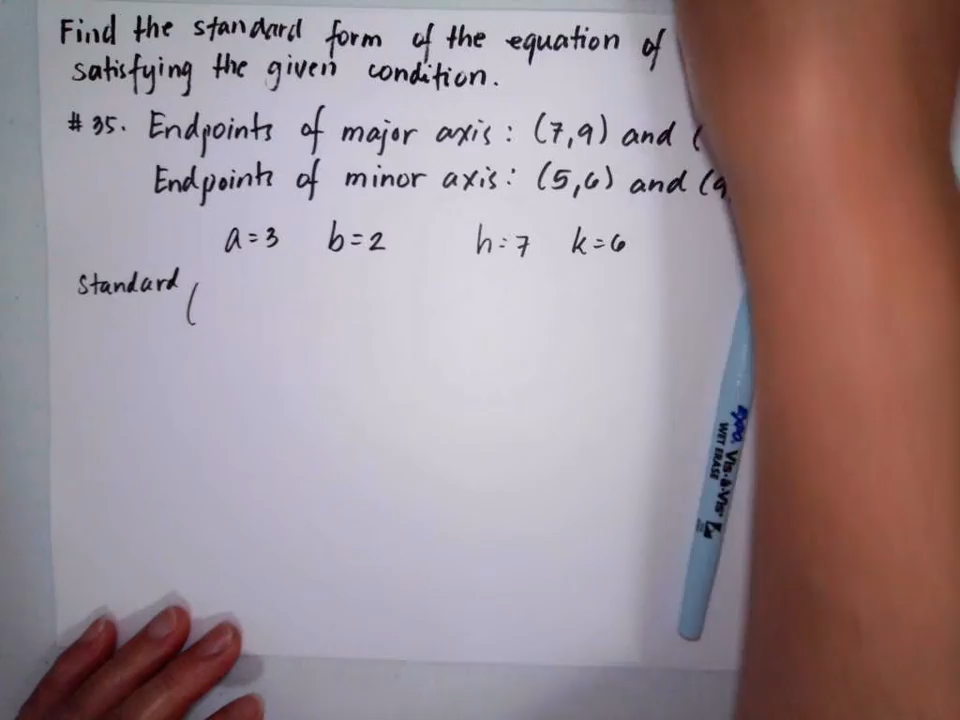 Find the standard form of the equation of
satisfying the given condition.
#35. Endpoints of major axis: (7,9) and (
Endpoints of minor axis: (5,6) and (9,
a=3 b=2 h=7 k=6
Standard (
Vis-à-Vis
WET ERASE